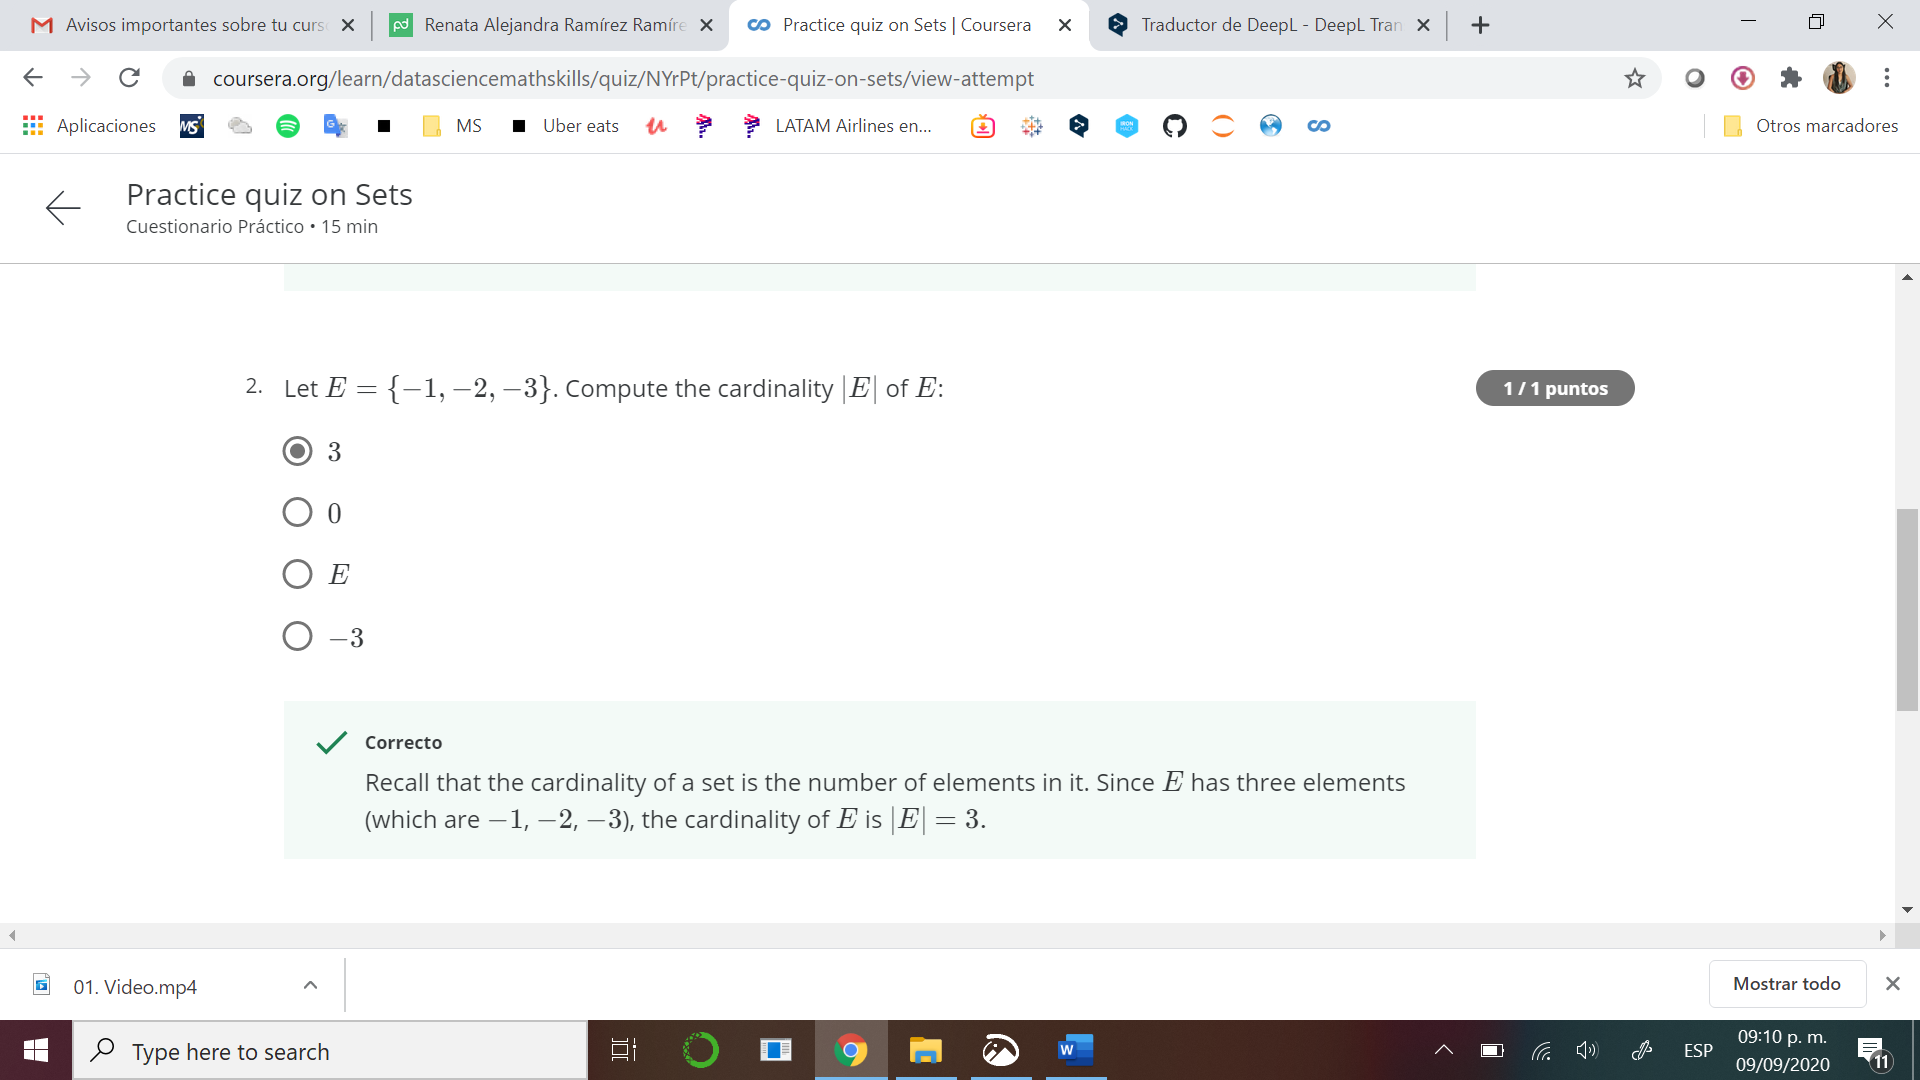 Avisos importantes sobre tu curs
Renata Alejandra Ramírez Ramíre
Practice quiz on Sets | Coursera
Traductor de DeepL - DeepL Tran
coursera.org/learn/datasciencemathskills/quiz/NYrPt/practice-quiz-on-sets/view-attempt
Aplicaciones
MS
Uber eats
LATAM Airlines en...
Otros marcadores
Practice quiz on Sets
Cuestionario Práctico • 15 min
2. Let E = {−1, −2, −3}. Compute the cardinality |E| of E:
1 / 1 puntos
3
0
E
−3
Correcto
Recall that the cardinality of a set is the number of elements in it. Since E has three elements
(which are −1, −2, −3), the cardinality of E is |E| = 3.
01. Video.mp4
Mostrar todo
Type here to search
ESP
09:10 p. m.
09/09/2020
11